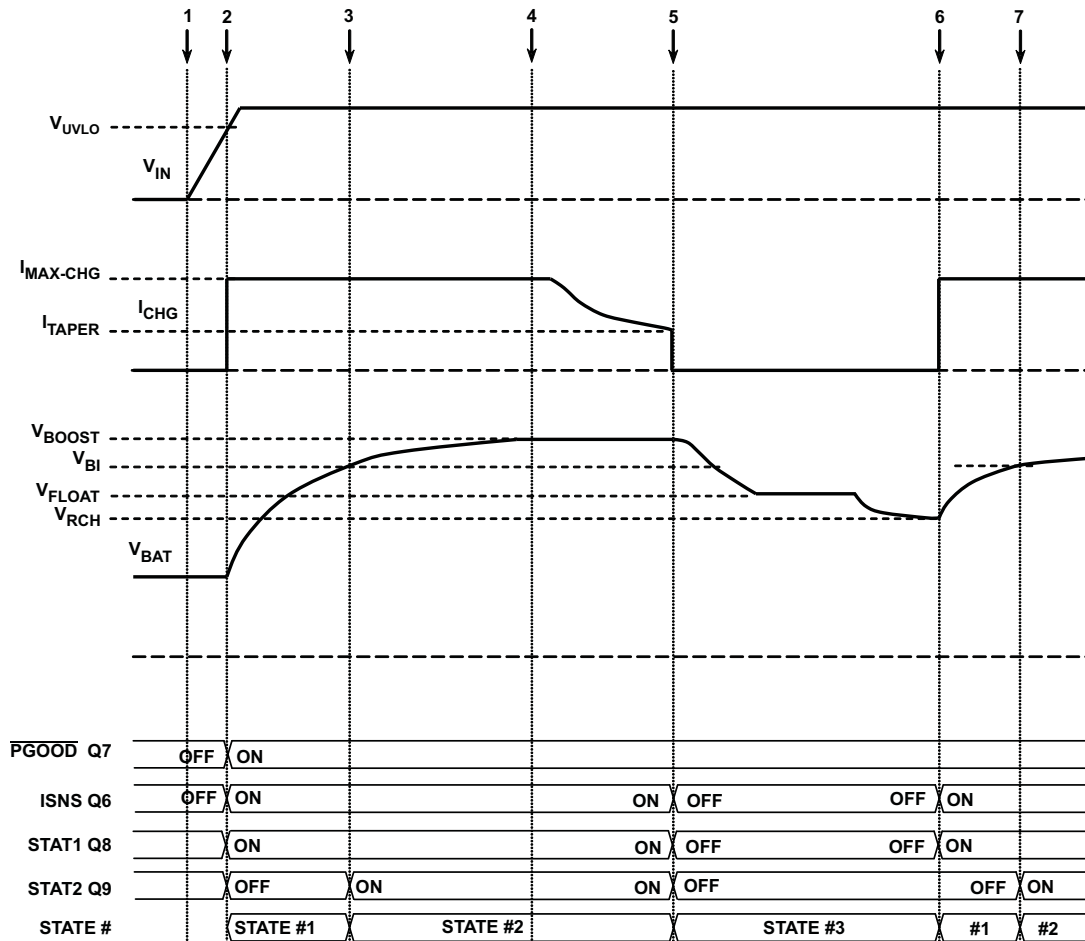 1 2 3 4 5 6 7
VUVLO
VIN
IMAX-CHG
ICHG
ITAPER
VBOOST
VBI
VFLOAT
VRCH
VBAT
PGOOD Q7 OFF ON
ISNS Q6 OFF ON ON OFF OFF ON
STAT1 Q8 ON ON OFF OFF ON
STAT2 Q9 OFF ON ON OFF OFF ON
STATE # STATE #1 STATE #2 STATE #3 #1 #2